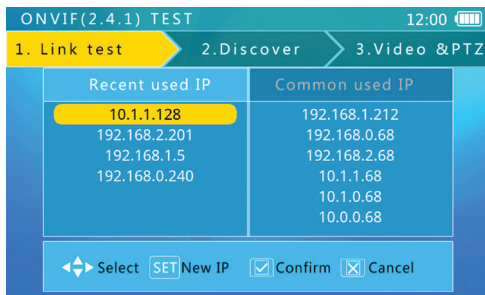 ONVIF(2.4.1) TEST 12:00
1. Link test 2.Discover 3.Video &PTZ
Recent used IP Common used IP
10.1.1.128 192.168.1.212
192.168.2.201 192.168.0.68
192.168.1.5 192.168.2.68
192.168.0.240 10.1.1.68
10.1.0.68
10.0.0.68
Select SET New IP Confirm Cancel